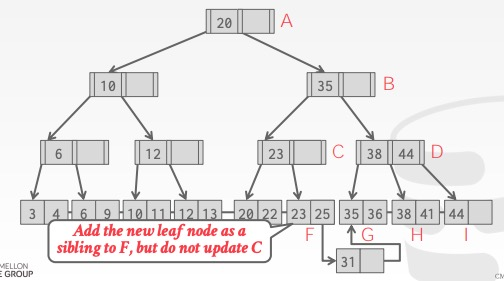 20 A
10 35 B
6 12 23 C 38 44 D
3 4 6 9 10 11 12 13 20 22 23 25 35 36 38 41 44
F G H I
Add the new leaf node as a
sibling to F, but do not update C
31
MELLON
E GROUP
CM